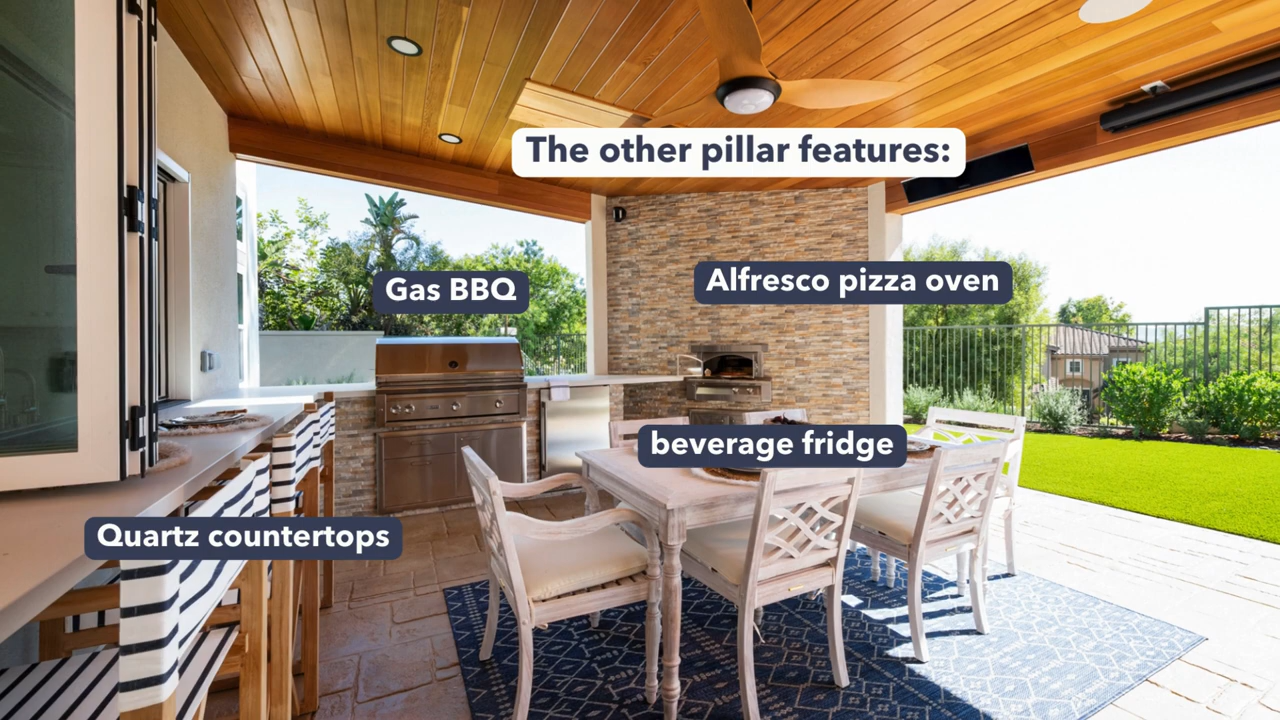 The other pillar features:
Gas BBQ
Alfresco pizza oven
beverage fridge
Quartz countertops